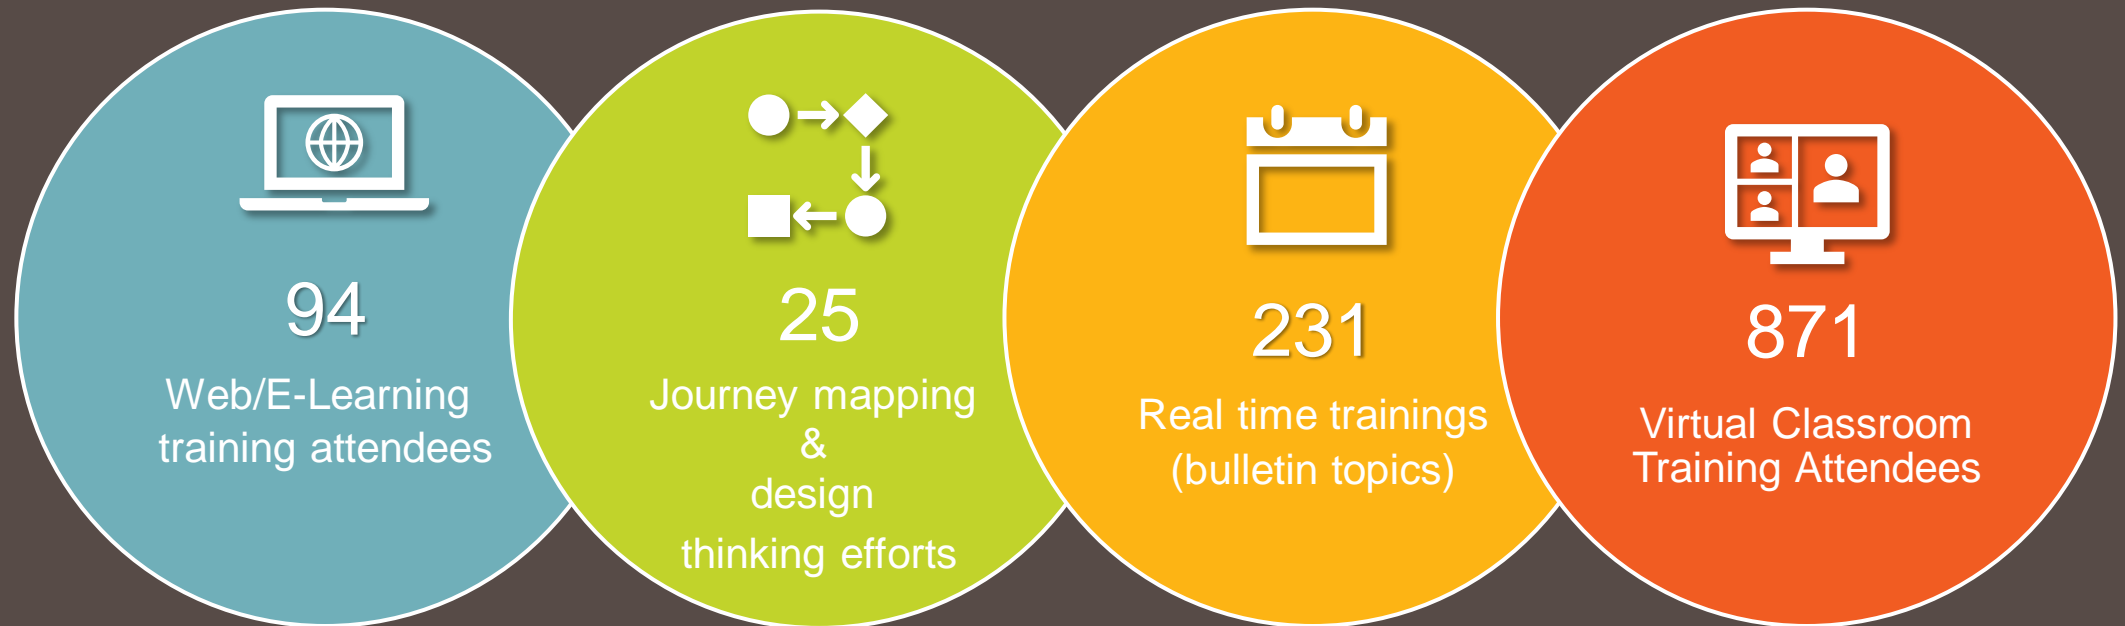 94
Web/E-Learning
training attendees
25
Journey mapping
&
design
thinking efforts
231
Real time trainings
(bulletin topics)
871
Virtual Classroom
Training Attendees